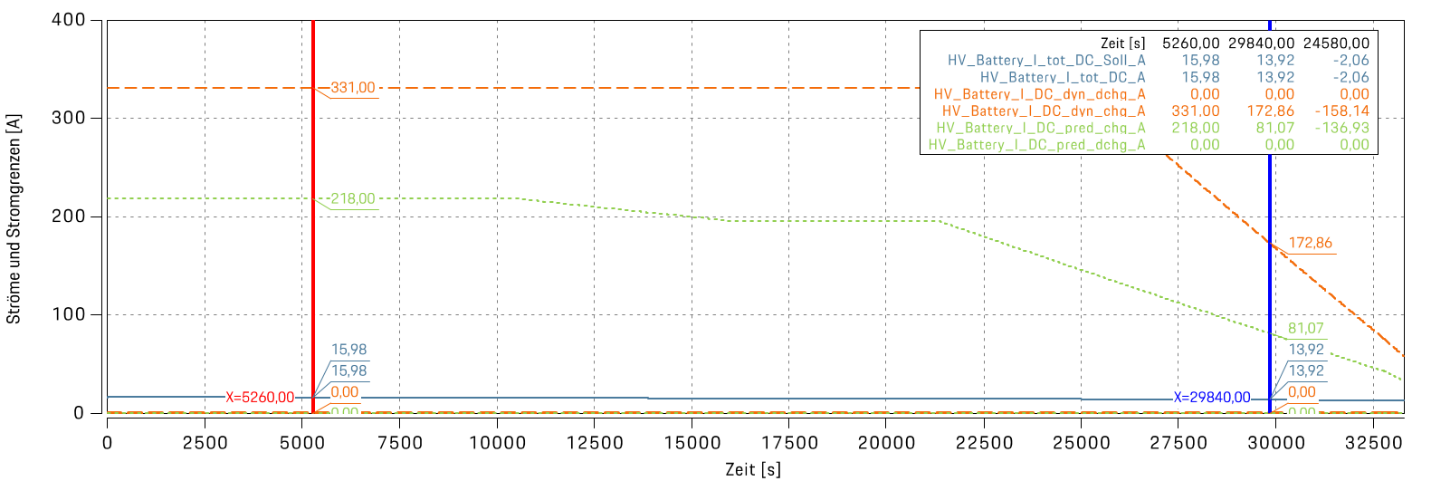 400
300
200
100
0
Ströme und Stromgrenzen [A]
Zeit [s] 5260,00 29840,00 24580,00
HV_Battery_I_tot_DC_Soll_A 15,98 13,92 -2,06
HV_Battery_I_tot_DC_A 15,98 13,92 -2,06
HV_Battery_I_DC_dyn_dchg_A 0,00 0,00 0,00
HV_Battery_I_DC_dyn_chg_A 331,00 172,86 -158,14
HV_Battery_I_DC_pred_chg_A 218,00 81,07 -136,93
HV_Battery_I_DC_pred_dchg_A 0,00 0,00 0,00
331,00
218,00
172,86
81,07
15,98
15,98
0,00
0,00
X=5260,00
13,92
13,92
0,00
0,00
X=29840,00
0 2500 5000 7500 10000 12500 15000 17500 20000 22500 25000 27500 30000 32500
Zeit [s]